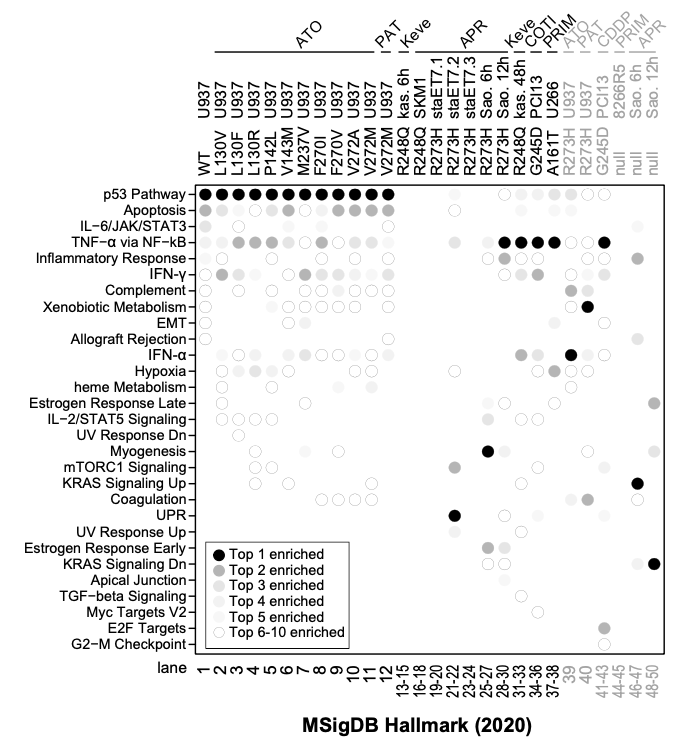 ATO
PAT
Keve
APR
Keve
COTI
PRIM
ATO
PAT
CDDP
PRIM
APR
WT U937
L130V U937
L130F U937
L130R U937
P142L U937
V143M U937
M237V U937
F270I U937
F270V U937
V272A U937
V272M U937
V272M U937
R248Q kas. 6h
R248Q SKM1
R273H staET7.1
R273H staET7.2
R273H staET7.3
R273H Sao. 6h
R273H Sao. 12h
R248Q kas. 48h
G245D PCI13
A161T U266
R273H U937
R273H U937
G245D PCI13
null 8266R5
null Sao. 6h
null Sao. 12h
p53 Pathway
Apoptosis
IL−6/JAK/STAT3
TNF−α via NF−kB
Inflammatory Response
IFN−γ
Complement
Xenobiotic Metabolism
EMT
Allograft Rejection
IFN−α
Hypoxia
heme Metabolism
Estrogen Response Late
IL−2/STAT5 Signaling
UV Response Dn
Myogenesis
mTORC1 Signaling
KRAS Signaling Up
Coagulation
UPR
UV Response Up
Estrogen Response Early
KRAS Signaling Dn
Apical Junction
TGF−beta Signaling
Myc Targets V2
E2F Targets
G2−M Checkpoint
Top 1 enriched
Top 2 enriched
Top 3 enriched
Top 4 enriched
Top 5 enriched
Top 6−10 enriched
lane 1 2 3 4 5 6 7 8 9 10 11 12 13-15 16-18 19-20 21-22 23-24 25-27 28-30 31-33 34-36 37-38 39 40 41-43 44-45 46-47 48-50
MSigDB Hallmark (2020)